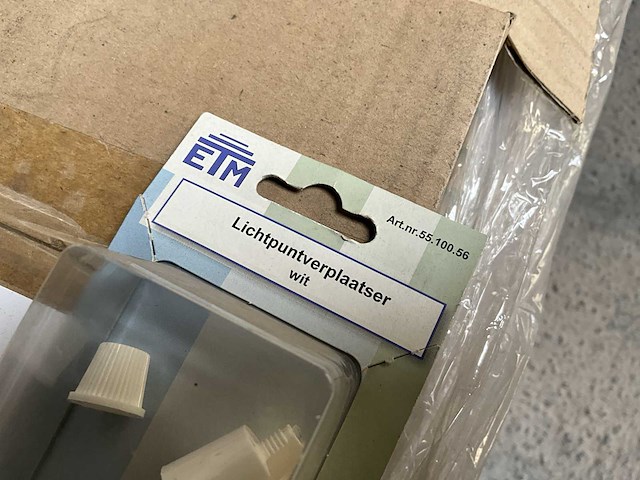 ETM
Art.nr.55.100.56
Lichtpuntverplaatser
wit